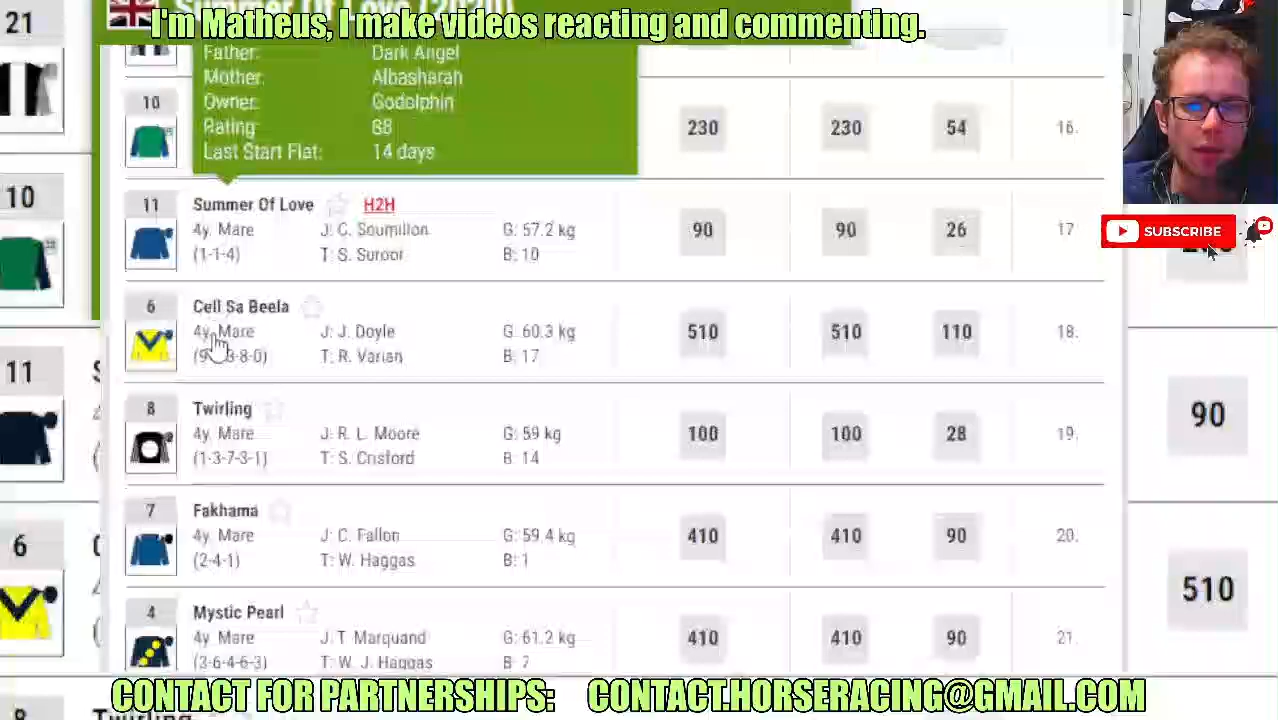 I'm Matheus, I make videos reacting and commenting.
21
Father: Dark Angel
Mother: Albasharah
Owner: Godolphin
Rating: 88
Last Start Flat: 14 days
10 230 230 54 16.
10
11 Summer Of Love H2H
4y. Mare J: C. Soumillon G: 57.2 kg 90 90 26 17
(1-1-4) T: S. Suroor B: 10
SUBSCRIBE
6 Cell Sa Beela
4y. Mare J: J. Doyle G: 60.3 kg 510 510 110 18.
3-8-0) T: R. Varian B: 17
11
90
8 Twirling
4y. Mare J: R. L. Moore G: 59 kg 100 100 28 19.
(1-3-7-3-1) T: S. Crisford B: 14
7 Fakhama
4y. Mare J: C. Fallon G: 59.4 kg 410 410 90 20.
(2-4-1) T: W. Haggas B: 1
6
510
4 Mystic Pearl
4y. Mare J: T. Marquand G: 61.2 kg 410 410 90 21.
(3-6-4-6-3) T: W. J. Haggas B: 7
CONTACT FOR PARTNERSHIPS: CONTACT.HORSERACING@GMAIL.COM
8 Twirling